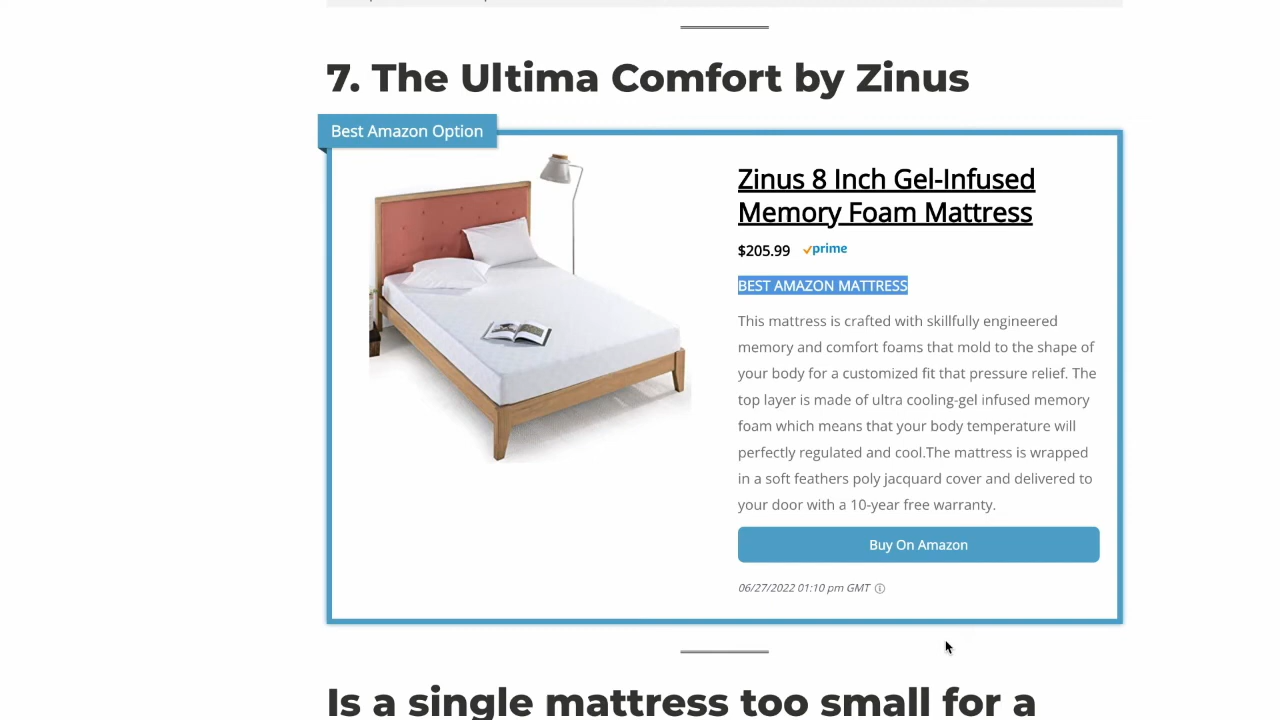 7. The Ultima Comfort by Zinus
Best Amazon Option
Zinus 8 Inch Gel-Infused
Memory Foam Mattress
$205.99 prime
BEST AMAZON MATTRESS
This mattress is crafted with skillfully engineered
memory and comfort foams that mold to the shape of
your body for a customized fit that pressure relief. The
top layer is made of ultra cooling-gel infused memory
foam which means that your body temperature will
perfectly regulated and cool.The mattress is wrapped
in a soft feathers poly jacquard cover and delivered to
your door with a 10-year free warranty.
Buy On Amazon
06/27/2022 01:10 pm GMT
Is a single mattress too small for a